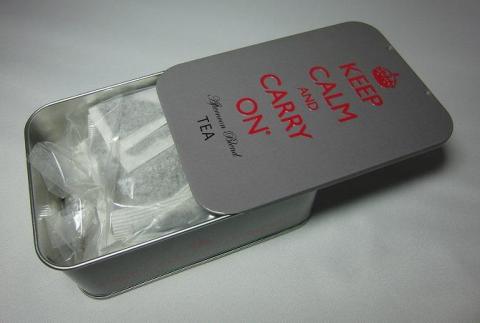 KEEP
CALM
AND
CARRY
ON®
Afternoon Blend
TEA